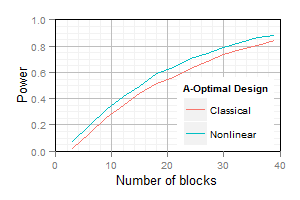 1.0
0.8
0.6
0.4
0.2
0.0
Power
A-Optimal Design
Classical
Nonlinear
0 10 20 30 40
Number of blocks